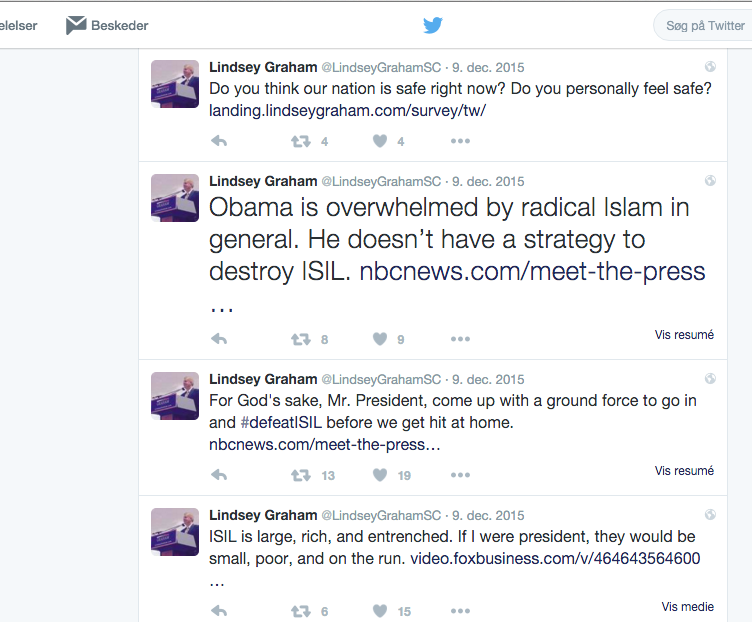 elelser
Beskeder
Søg på Twitter
Lindsey Graham @LindseyGrahamSC · 9. dec. 2015
Do you think our nation is safe right now? Do you personally feel safe?
landing.lindseygraham.com/survey/tw/
4 4
Lindsey Graham @LindseyGrahamSC · 9. dec. 2015
Obama is overwhelmed by radical Islam in
general. He doesn’t have a strategy to
destroy ISIL. nbcnews.com/meet-the-press
…
8 9
Vis resumé
Lindsey Graham @LindseyGrahamSC · 9. dec. 2015
For God's sake, Mr. President, come up with a ground force to go in
and #defeatISIL before we get hit at home.
nbcnews.com/meet-the-press…
13 19
Vis resumé
Lindsey Graham @LindseyGrahamSC · 9. dec. 2015
ISIL is large, rich, and entrenched. If I were president, they would be
small, poor, and on the run. video.foxbusiness.com/v/464643564600
…
6 15
Vis medie